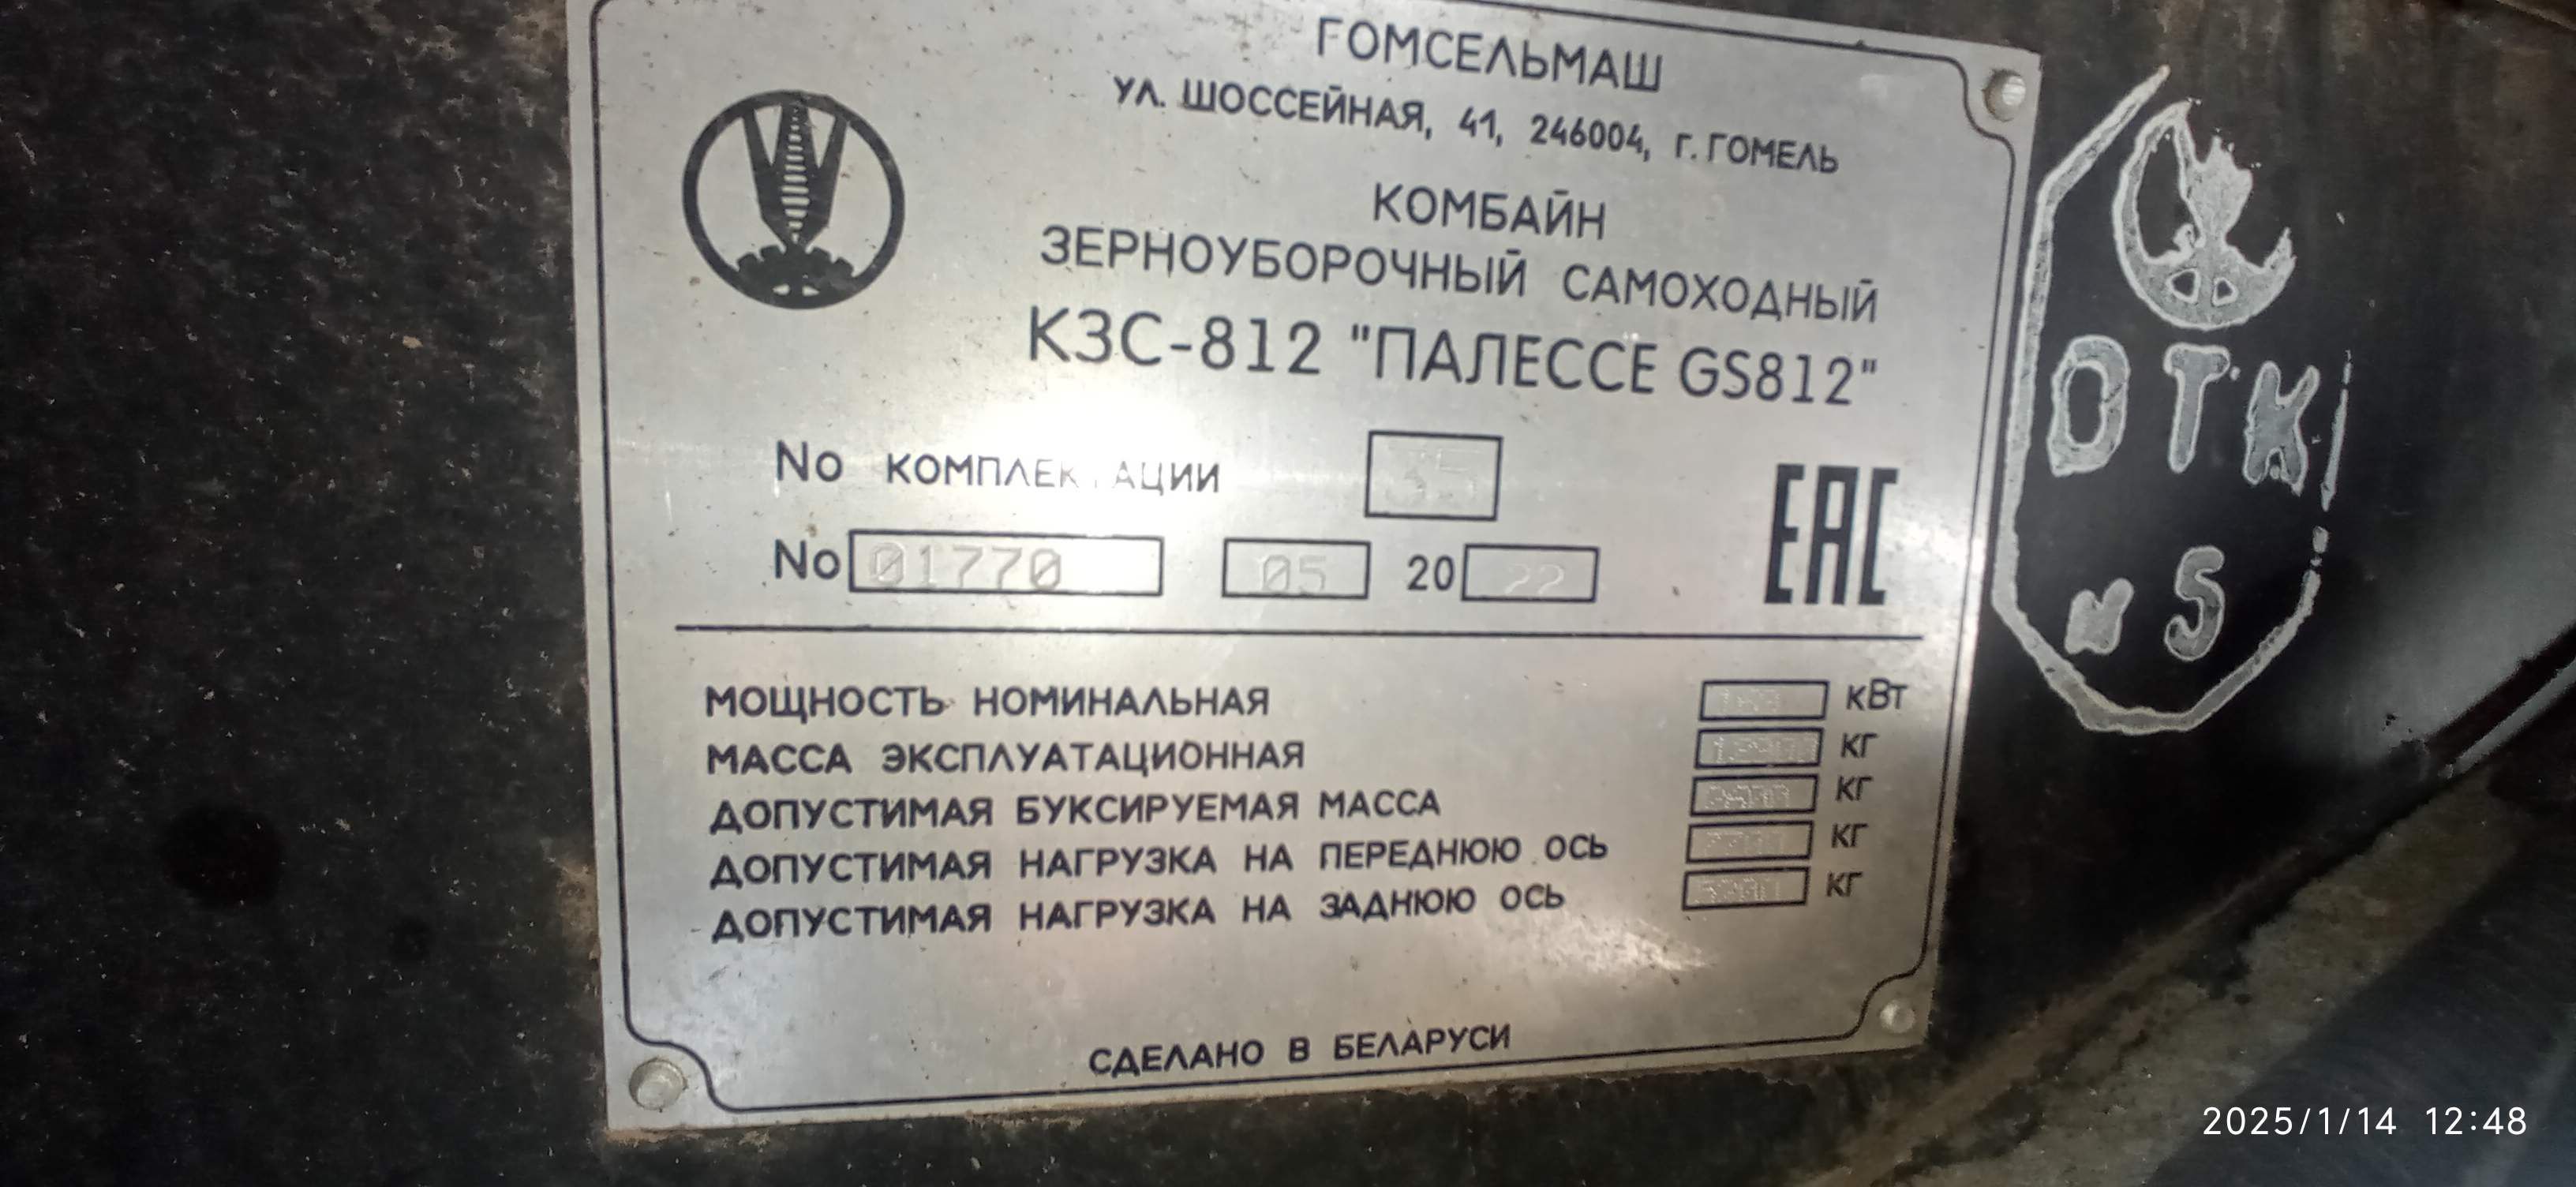 ГОМСЕЛЬМАШ
УЛ. ШОССЕЙНАЯ, 41, 246004, г. ГОМЕЛЬ
КОМБАЙН
ЗЕРНОУБОРОЧНЫЙ САМОХОДНЫЙ
КЗС-812 "ПАЛЕССЕ GS812"
No КОМПЛЕКТАЦИИ 35
No 01770 05 20 22
EAC
МОЩНОСТЬ НОМИНАЛЬНАЯ кВт
МАССА ЭКСПЛУАТАЦИОННАЯ КГ
ДОПУСТИМАЯ БУКСИРУЕМАЯ МАССА КГ
ДОПУСТИМАЯ НАГРУЗКА НА ПЕРЕДНЮЮ ОСЬ КГ
ДОПУСТИМАЯ НАГРУЗКА НА ЗАДНЮЮ ОСЬ КГ
СДЕЛАНО В БЕЛАРУСИ
ОТК
5
2025/1/14 12:48